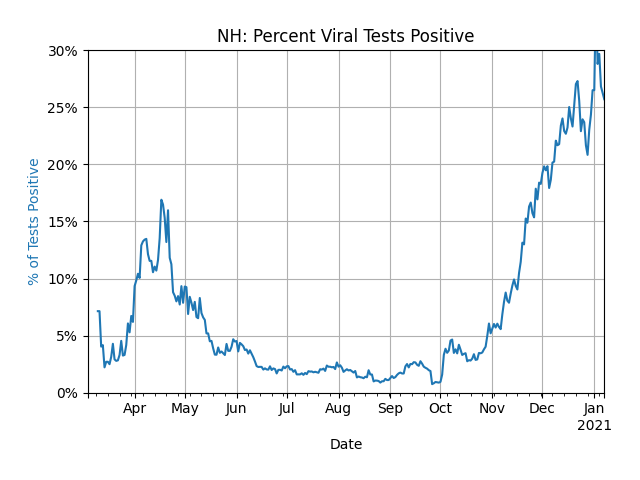 NH: Percent Viral Tests Positive
30%
25%
20%
15%
10%
5%
0%
% of Tests Positive
Apr May Jun Jul Aug Sep Oct Nov Dec Jan
2021
Date